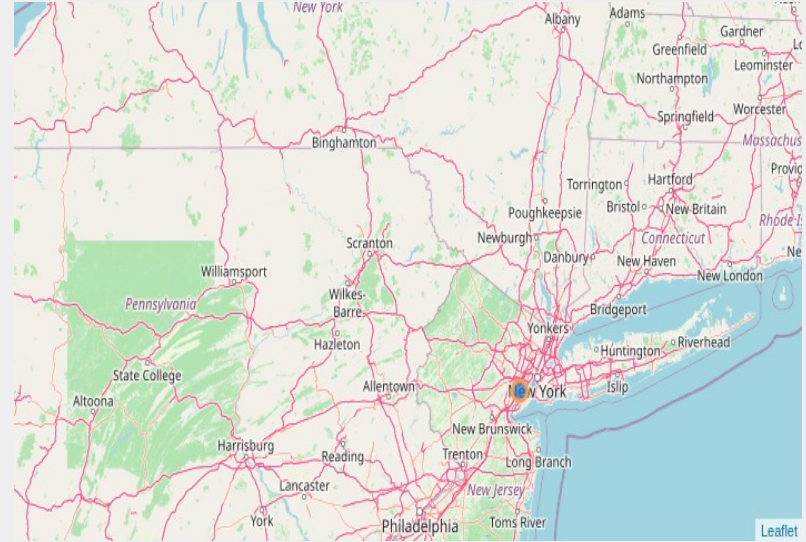 New York
Albany
Adams
Gardner
Greenfield
Leominster
Northampton
Worcester
Springfield
Binghamton
Massachus
Torrington
Hartford
Provid
Bristol
New Britain
Poughkeepsie
Rhode Is
Newburgh
Connecticut
Scranton
Danbury
New Haven
Ne
Williamsport
New London
Wilkes-
Barre
Pennsylvania
Bridgeport
Yonkers
Hazleton
Huntington
Riverhead
State College
Allentown
New York
Islip
Altoona
New Brunswick
Harrisburg
Reading
Trenton
Long Branch
Lancaster
New Jersey
York
Philadelphia
Toms River
Leaflet